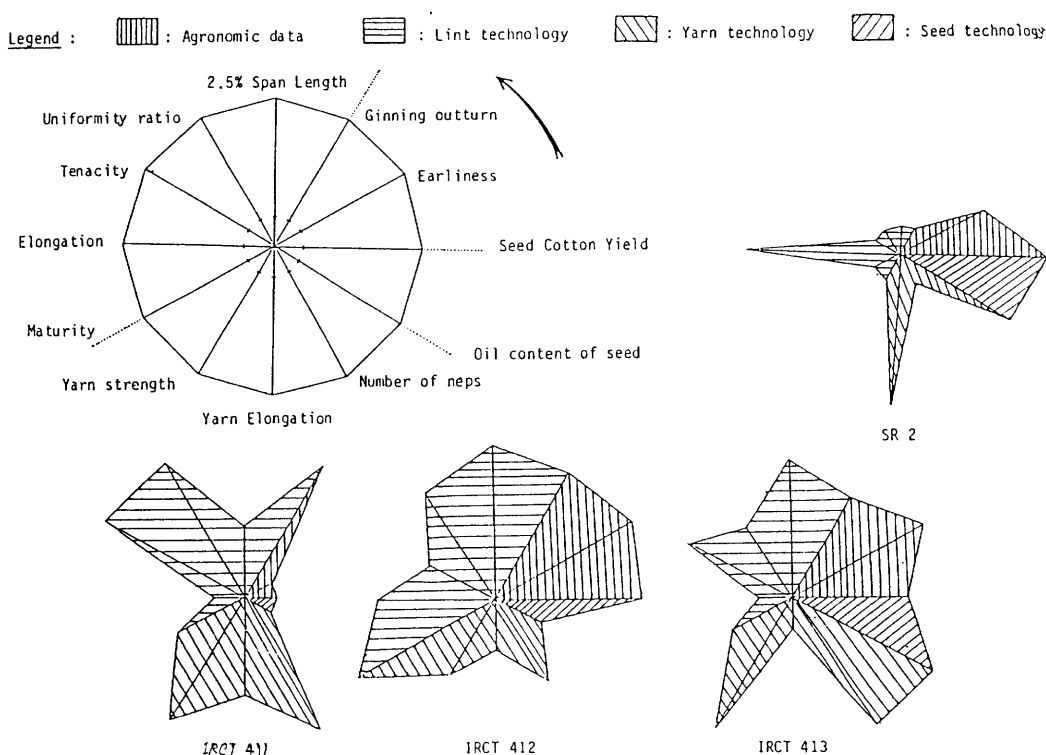 Legend : : Agronomic data : Lint technology : Yarn technology : Seed technology
2.5% Span Length
Uniformity ratio
Ginning outturn
Tenacity
Earliness
Elongation
Seed Cotton Yield
Maturity
Oil content of seed
Yarn strength
Number of neps
Yarn Elongation
SR 2
IRCT 411
IRCT 412
IRCT 413